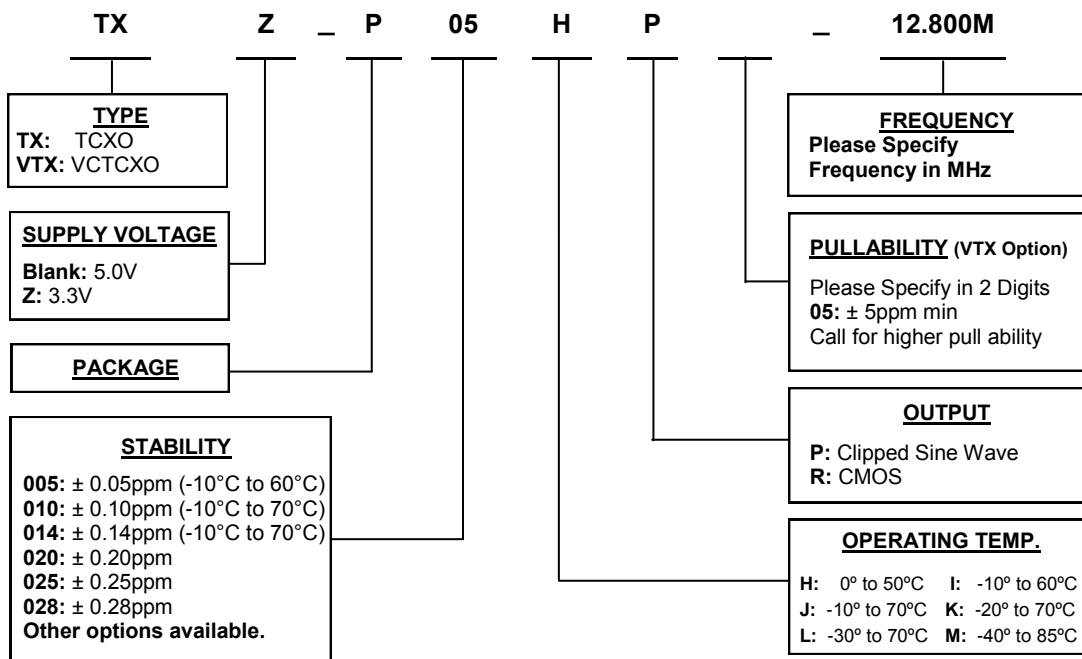 TX Z _ P 05 H P _ 12.800M
TYPE
TX: TCXO
VTX: VCTCXO
SUPPLY VOLTAGE
Blank: 5.0V
Z: 3.3V
PACKAGE
STABILITY
005: ± 0.05ppm (-10°C to 60°C)
010: ± 0.10ppm (-10°C to 70°C)
014: ± 0.14ppm (-10°C to 70°C)
020: ± 0.20ppm
025: ± 0.25ppm
028: ± 0.28ppm
Other options available.
FREQUENCY
Please Specify
Frequency in MHz
PULLABILITY (VTX Option)
Please Specify in 2 Digits
05: ± 5ppm min
Call for higher pull ability
OUTPUT
P: Clipped Sine Wave
R: CMOS
OPERATING TEMP.
H: 0º to 50ºC I: -10º to 60ºC
J: -10º to 70ºC K: -20º to 70ºC
L: -30º to 70ºC M: -40º to 85ºC